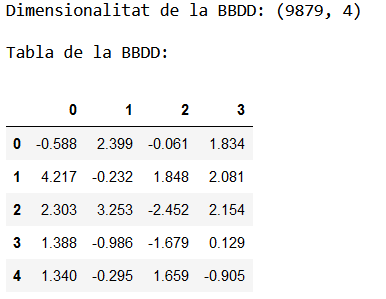 Dimensionalitat de la BBDD: (9879, 4)
Tabla de la BBDD:
0 1 2 3
0 -0.588 2.399 -0.061 1.834
1 4.217 -0.232 1.848 2.081
2 2.303 3.253 -2.452 2.154
3 1.388 -0.986 -1.679 0.129
4 1.340 -0.295 1.659 -0.905